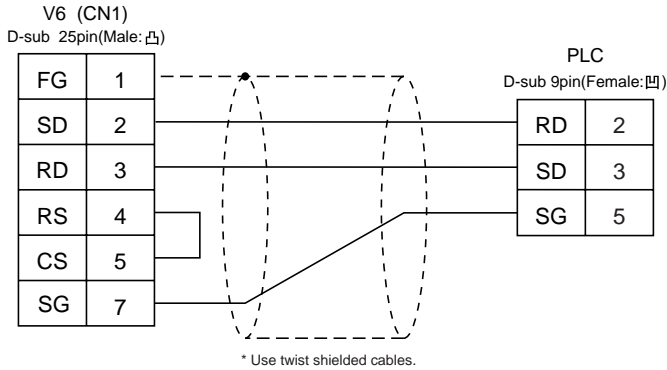 V6 (CN1)
D-sub 25pin(Male:凸)
FG 1
SD 2
RD 3
RS 4
CS 5
SG 7
PLC
D-sub 9pin(Female:凹)
RD 2
SD 3
SG 5
* Use twist shielded cables.